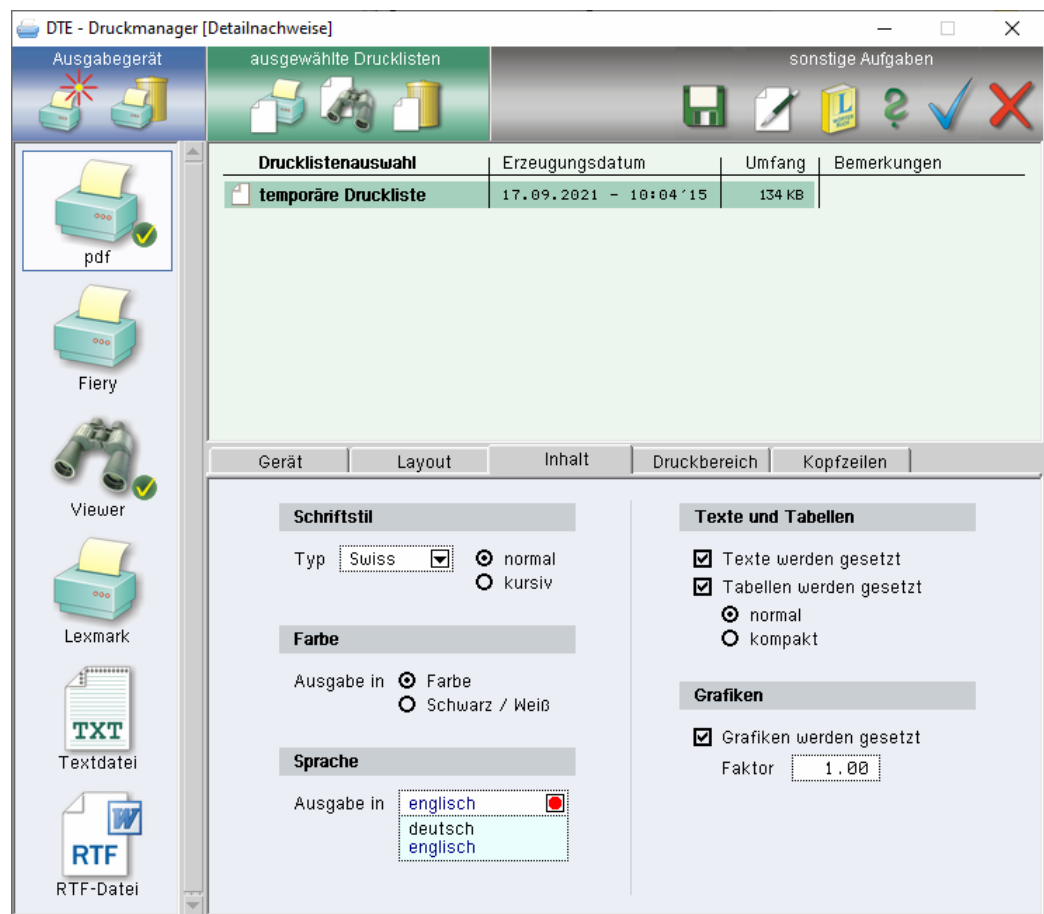 DTE - Druckmanager [Detailnachweise]
Ausgabegerät
ausgewählte Drucklisten
sonstige Aufgaben
L
WÖRTER
BUCH
Drucklistenauswahl Erzeugungsdatum Umfang Bemerkungen
temporäre Druckliste 17.09.2021 - 10:04´15 134 KB
pdf
Fiery
Viewer
Lexmark
TXT
Textdatei
W
RTF
RTF-Datei
Gerät Layout Inhalt Druckbereich Kopfzeilen
Schriftstil
Typ Swiss normal
kursiv
Farbe
Ausgabe in Farbe
Schwarz / Weiß
Sprache
Ausgabe in englisch
deutsch
englisch
Texte und Tabellen
Texte werden gesetzt
Tabellen werden gesetzt
normal
kompakt
Grafiken
Grafiken werden gesetzt
Faktor 1.00